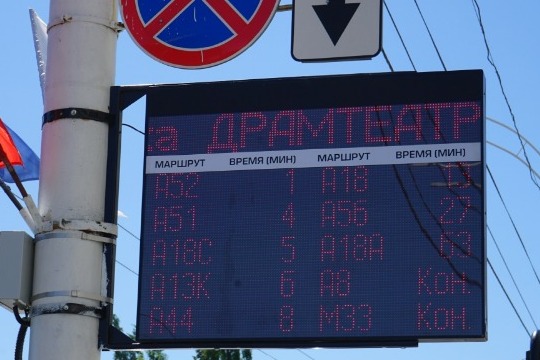 :а ДРАМТЕАТР
МАРШРУТ ВРЕМЯ (МИН) МАРШРУТ ВРЕМЯ (МИН)
А52 1 А18
А51 4 А56 27
А18С 5 А18А 63
А13К 6 А8 Кон.
А44 8 М33 Кон.